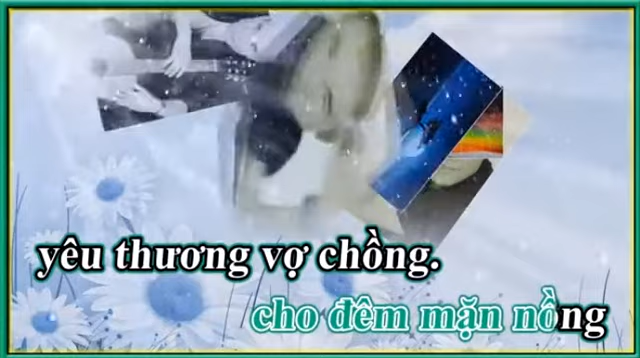 yêu thương vợ chồng.
cho đêm mặn nồng